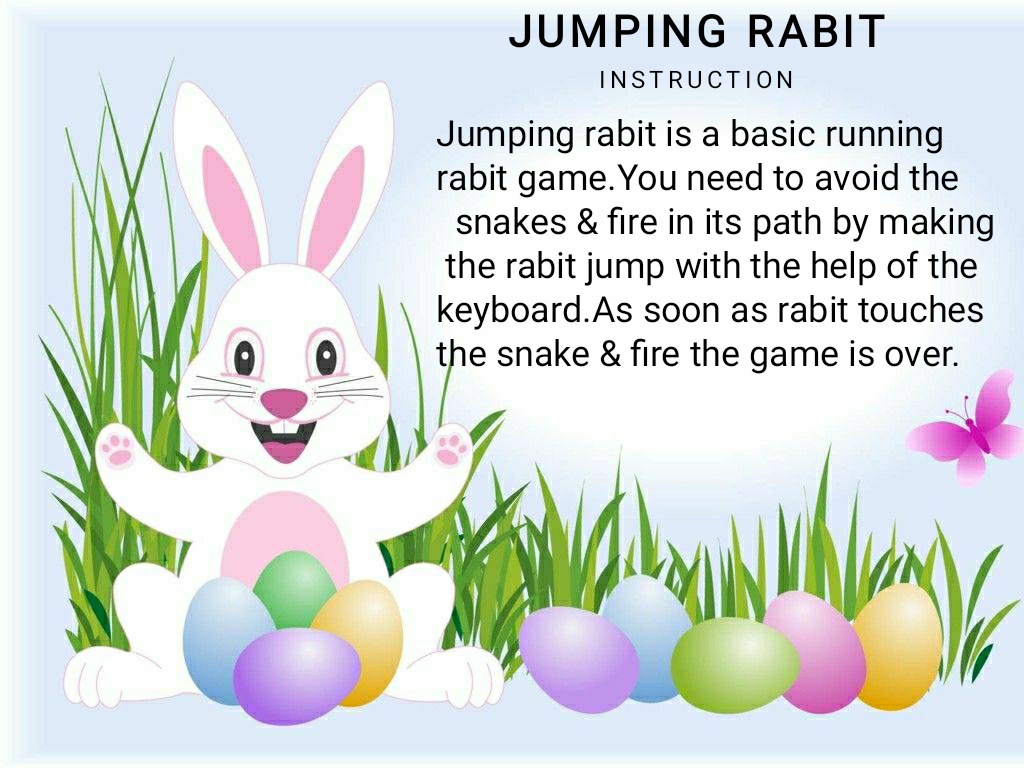 JUMPING RABIT
INSTRUCTION
Jumping rabit is a basic running
rabit game.You need to avoid the
snakes & fire in its path by making
the rabit jump with the help of the
keyboard.As soon as rabit touches
the snake & fire the game is over.